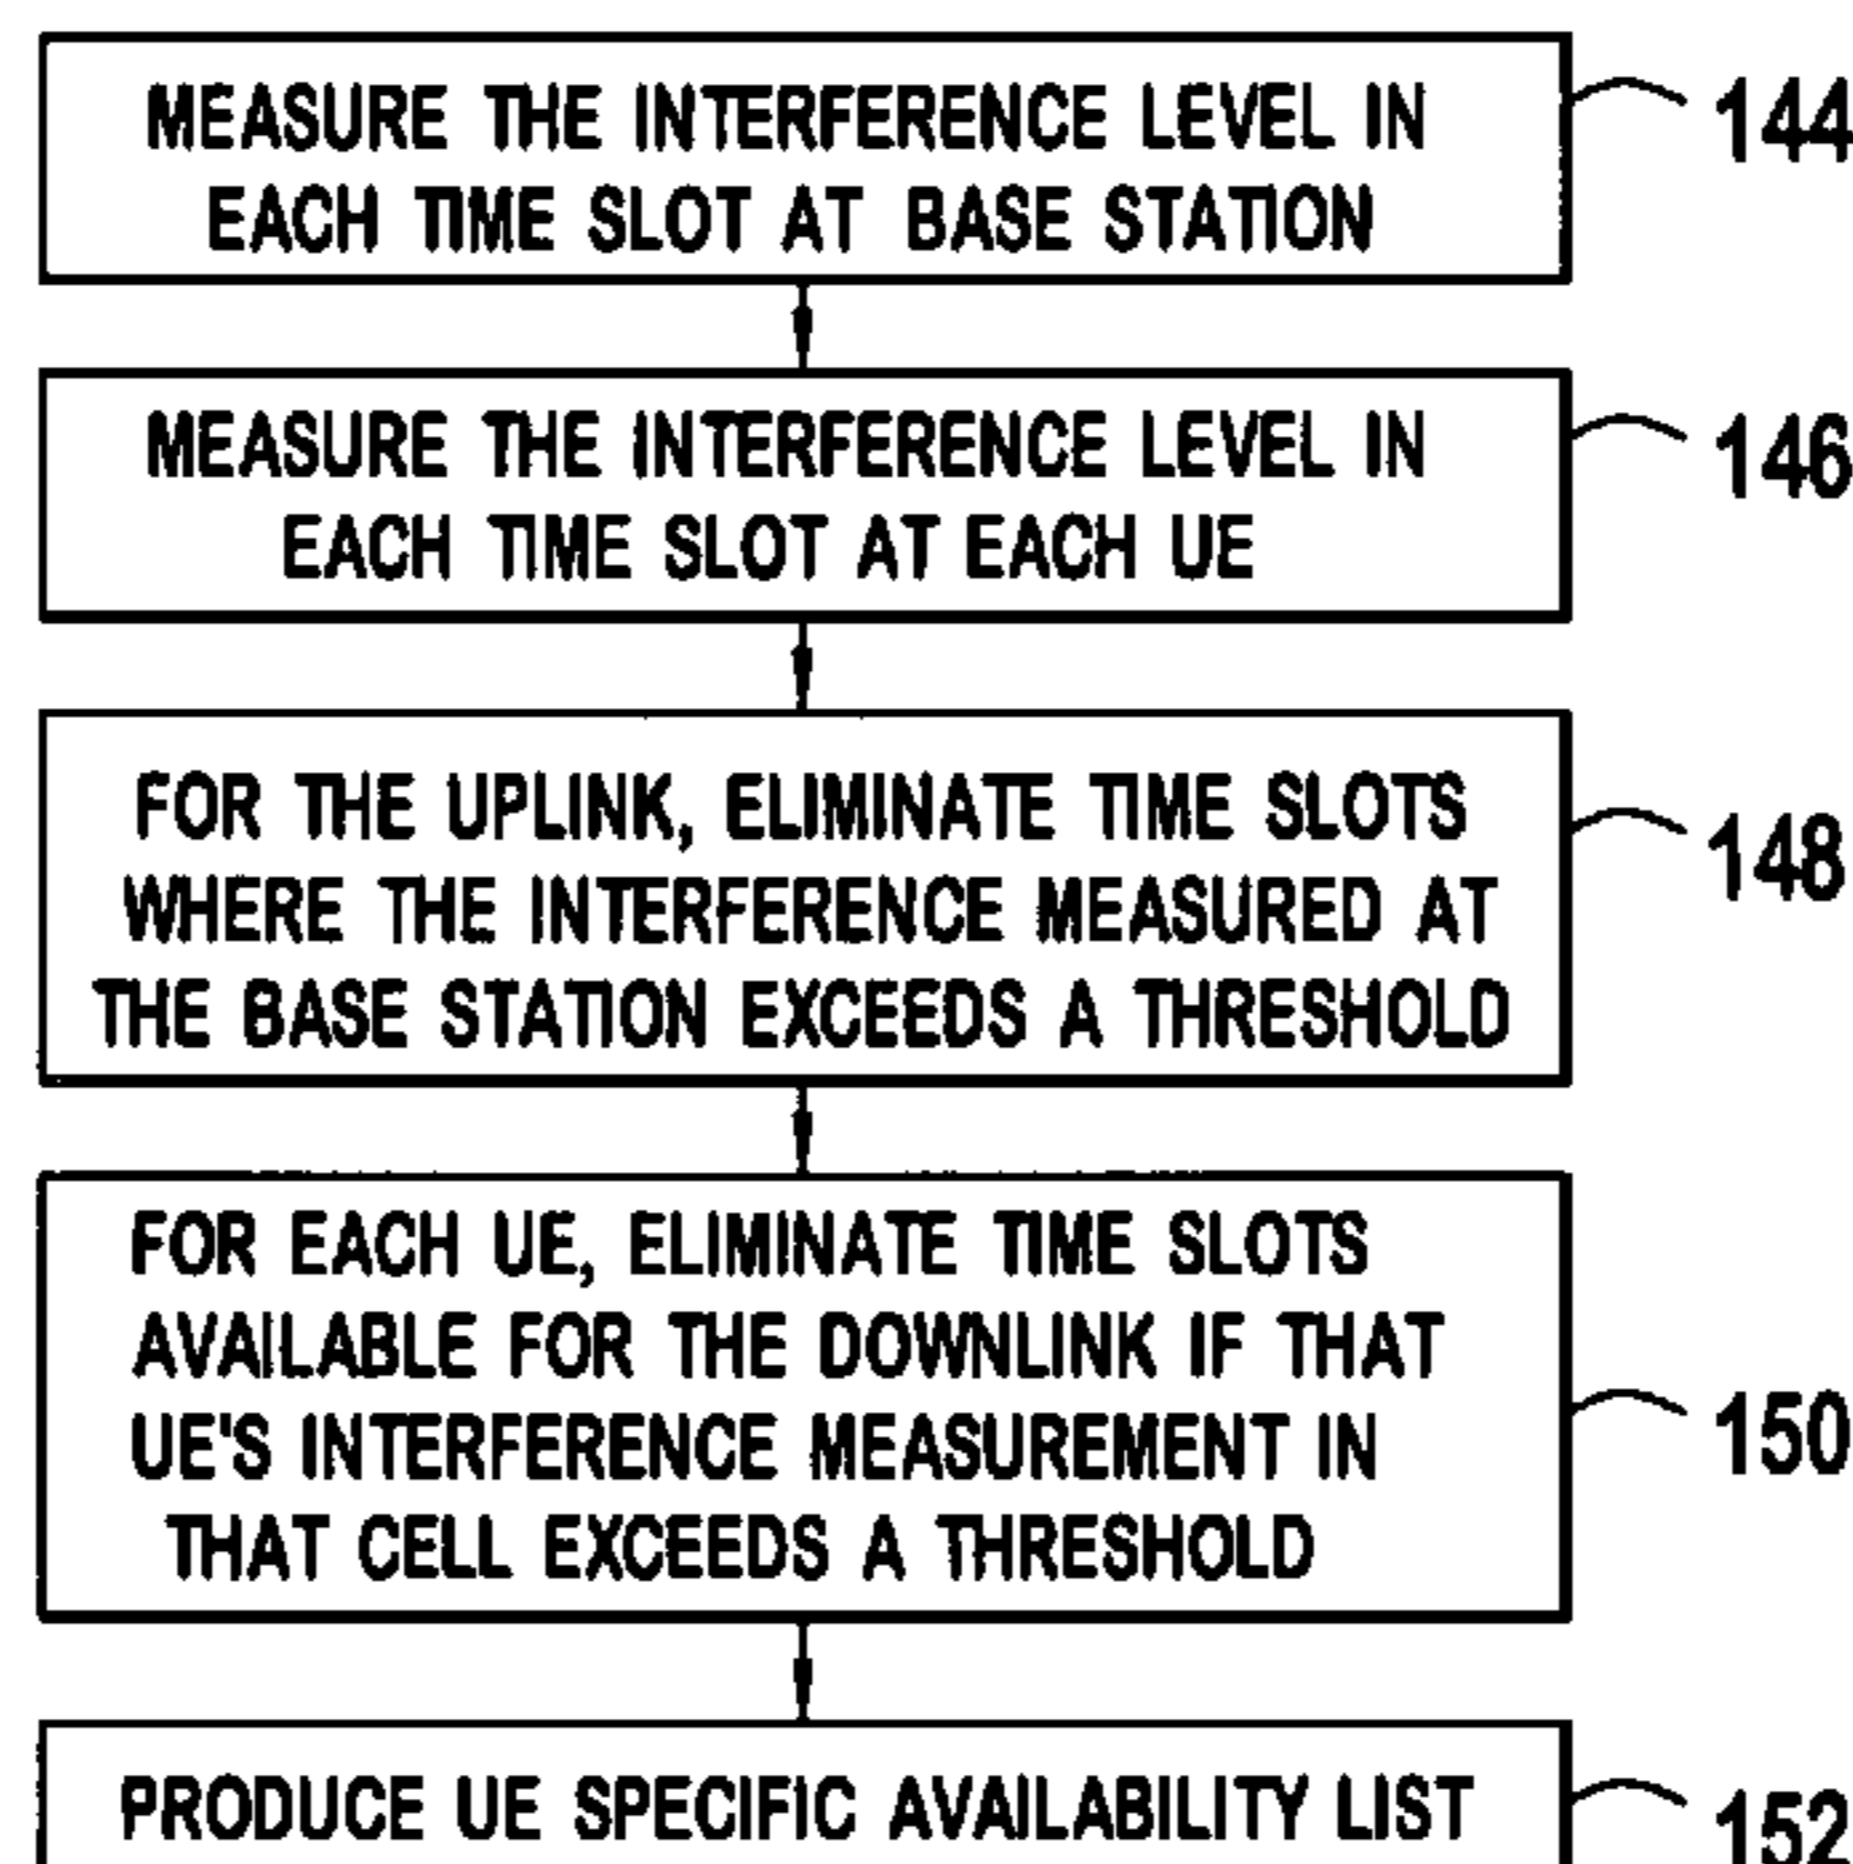 MEASURE THE INTERFERENCE LEVEL IN
EACH TIME SLOT AT BASE STATION
144
MEASURE THE INTERFERENCE LEVEL IN
EACH TIME SLOT AT EACH UE
146
FOR THE UPLINK, ELIMINATE TIME SLOTS
WHERE THE INTERFERENCE MEASURED AT
THE BASE STATION EXCEEDS A THRESHOLD
148
FOR EACH UE, ELIMINATE TIME SLOTS
AVAILABLE FOR THE DOWNLINK IF THAT
UE'S INTERFERENCE MEASUREMENT IN
THAT CELL EXCEEDS A THRESHOLD
150
PRODUCE UE SPECIFIC AVAILABILITY LIST
152